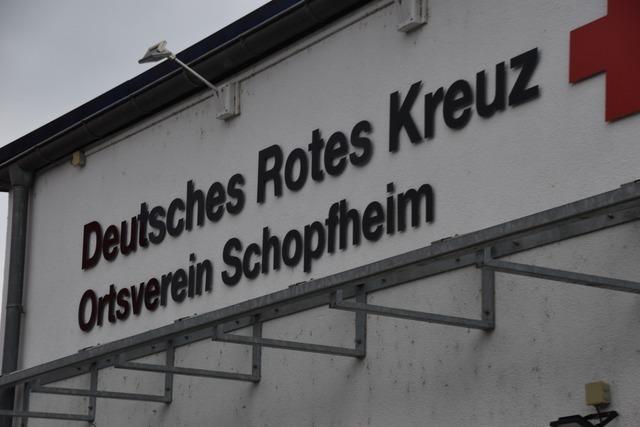 Deutsches Rotes Kreuz
Ortsverein Schopfheim